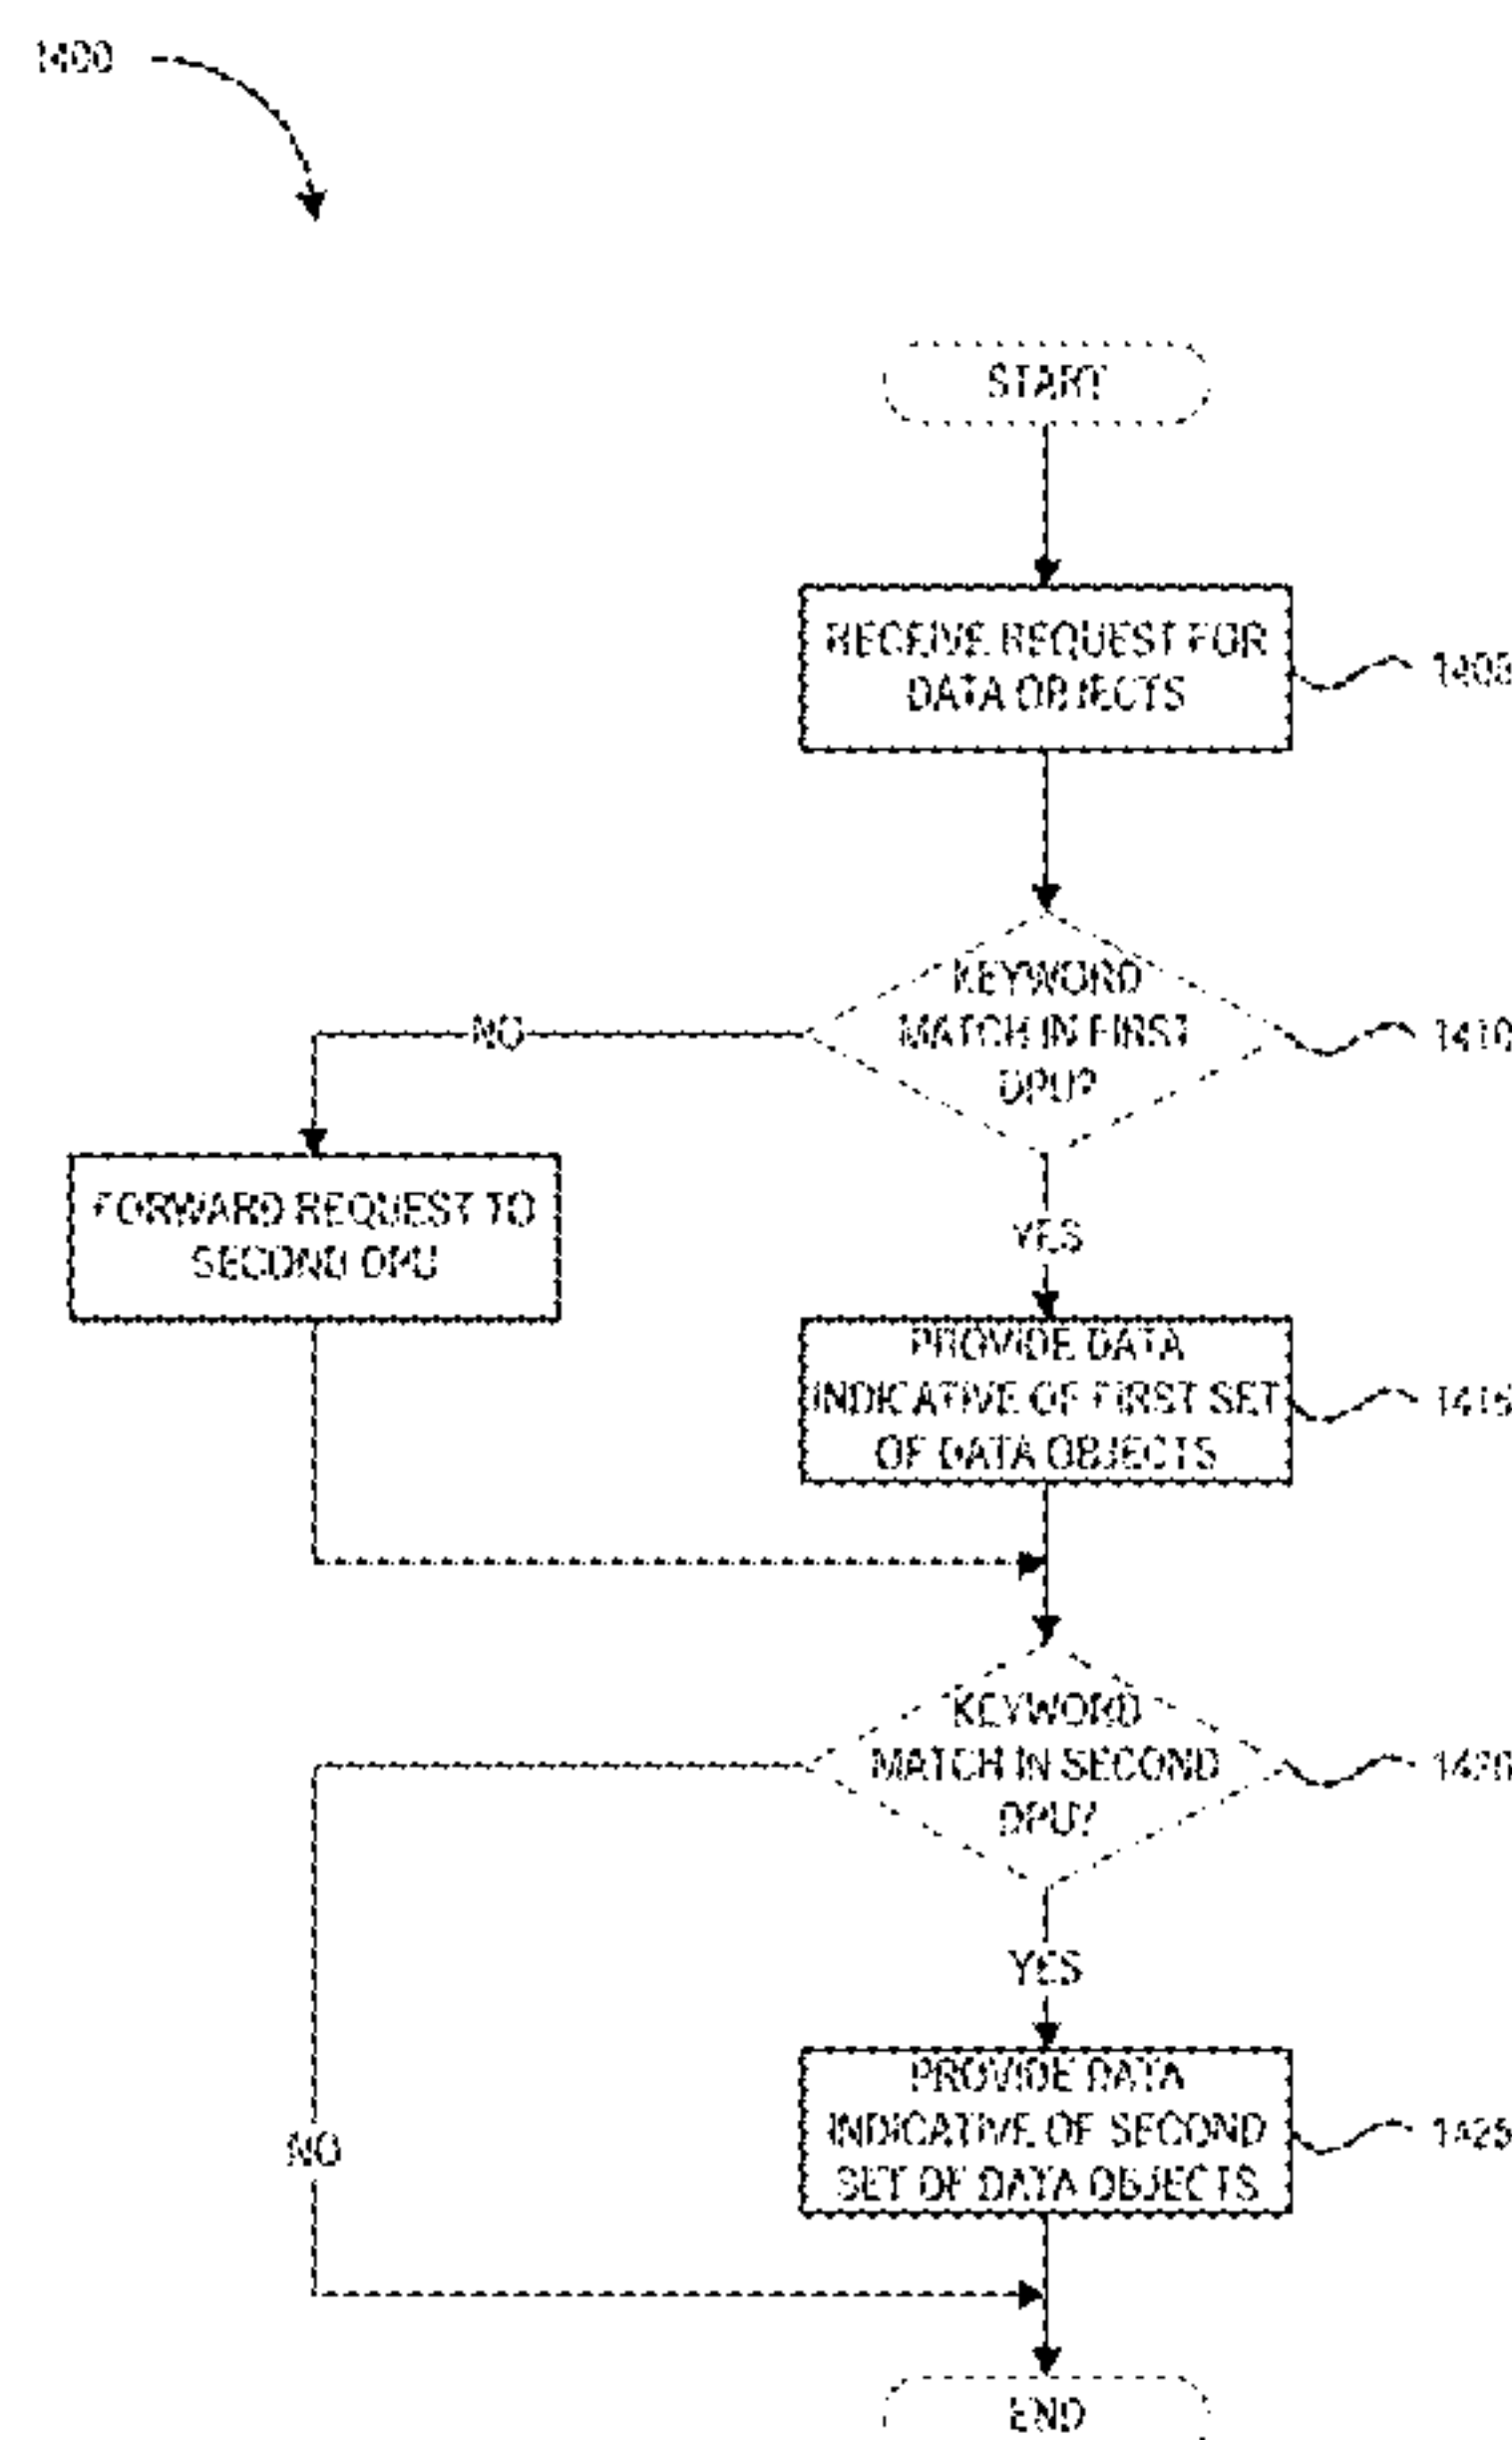 1400
START
RECEIVE REQUEST FOR
DATA OBJECTS
1405
KEYWORD
MATCH IN FIRST
DPU?
1410
NO
YES
FORWARD REQUEST TO
SECOND DPU
PROVIDE DATA
INDICATIVE OF FIRST SET
OF DATA OBJECTS
1415
KEYWORD
MATCH IN SECOND
DPU?
1420
YES
PROVIDE DATA
INDICATIVE OF SECOND
SET OF DATA OBJECTS
1425
NO
END